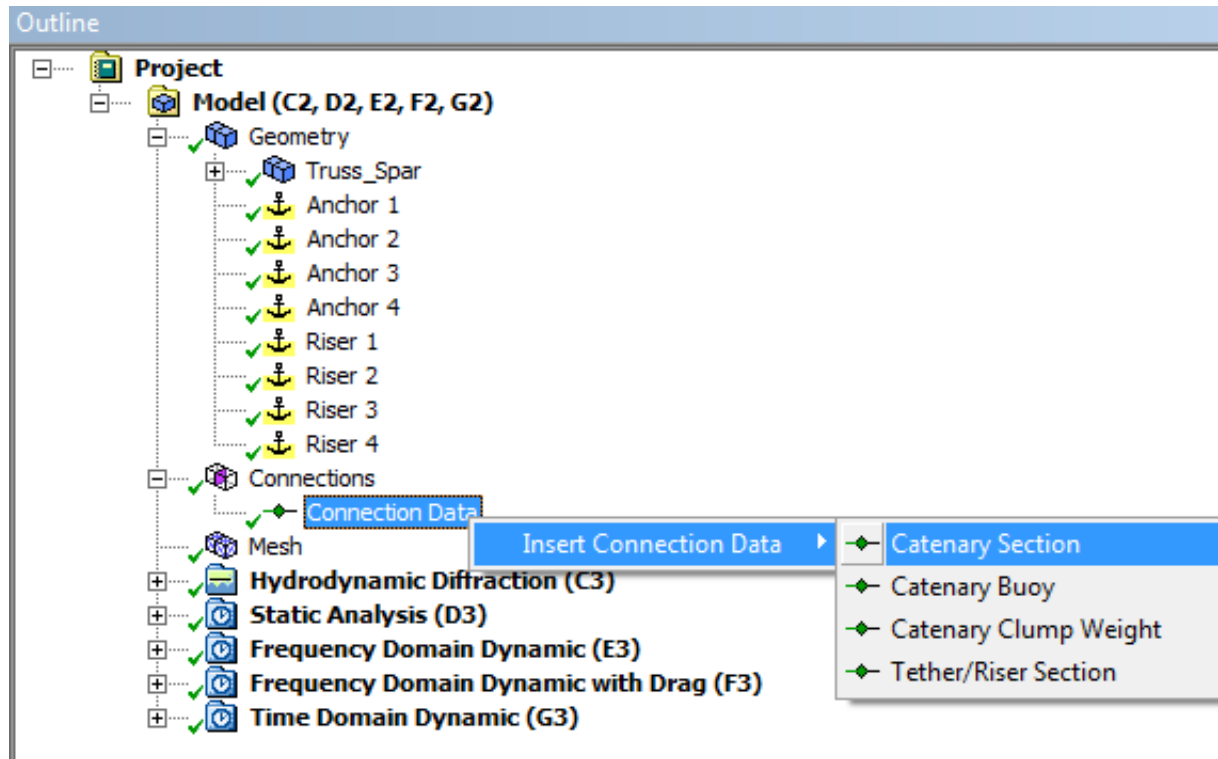 Outline
Project
Model (C2, D2, E2, F2, G2)
Geometry
Truss_Spar
Anchor 1
Anchor 2
Anchor 3
Anchor 4
Riser 1
Riser 2
Riser 3
Riser 4
Connections
Connection Data
Insert Connection Data
Catenary Section
Catenary Buoy
Catenary Clump Weight
Tether/Riser Section
Mesh
Hydrodynamic Diffraction (C3)
Static Analysis (D3)
Frequency Domain Dynamic (E3)
Frequency Domain Dynamic with Drag (F3)
Time Domain Dynamic (G3)